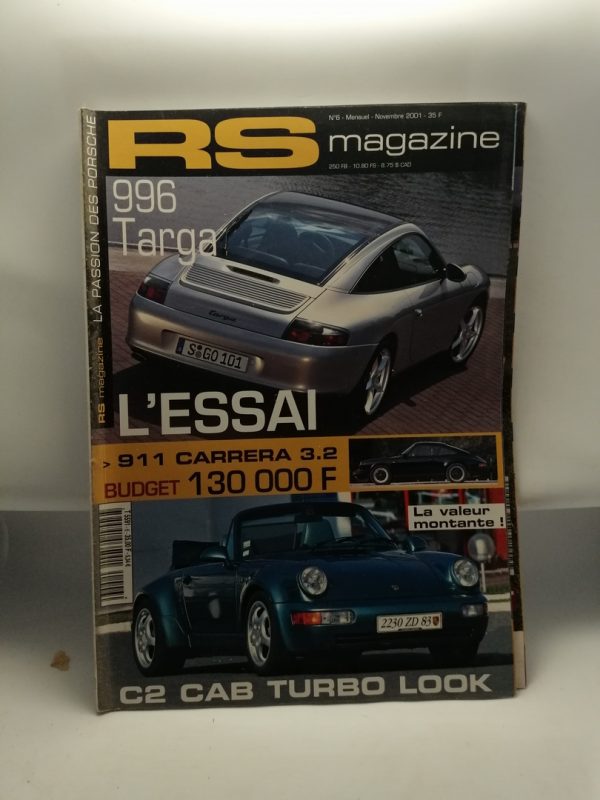 RS magazine
N°6 - Mensuel - Novembre 2001 - 35 F
250 FB - 10.90 FS - 8.75 $ CAD
RS magazine LA PASSION DES PORSCHE
996
Targa
targa
S GO 101
L'ESSAI
> 911 CARRERA 3.2
BUDGET 130 000 F
La valeur
montante !
2230 ZD 83
C2 CAB TURBO LOOK